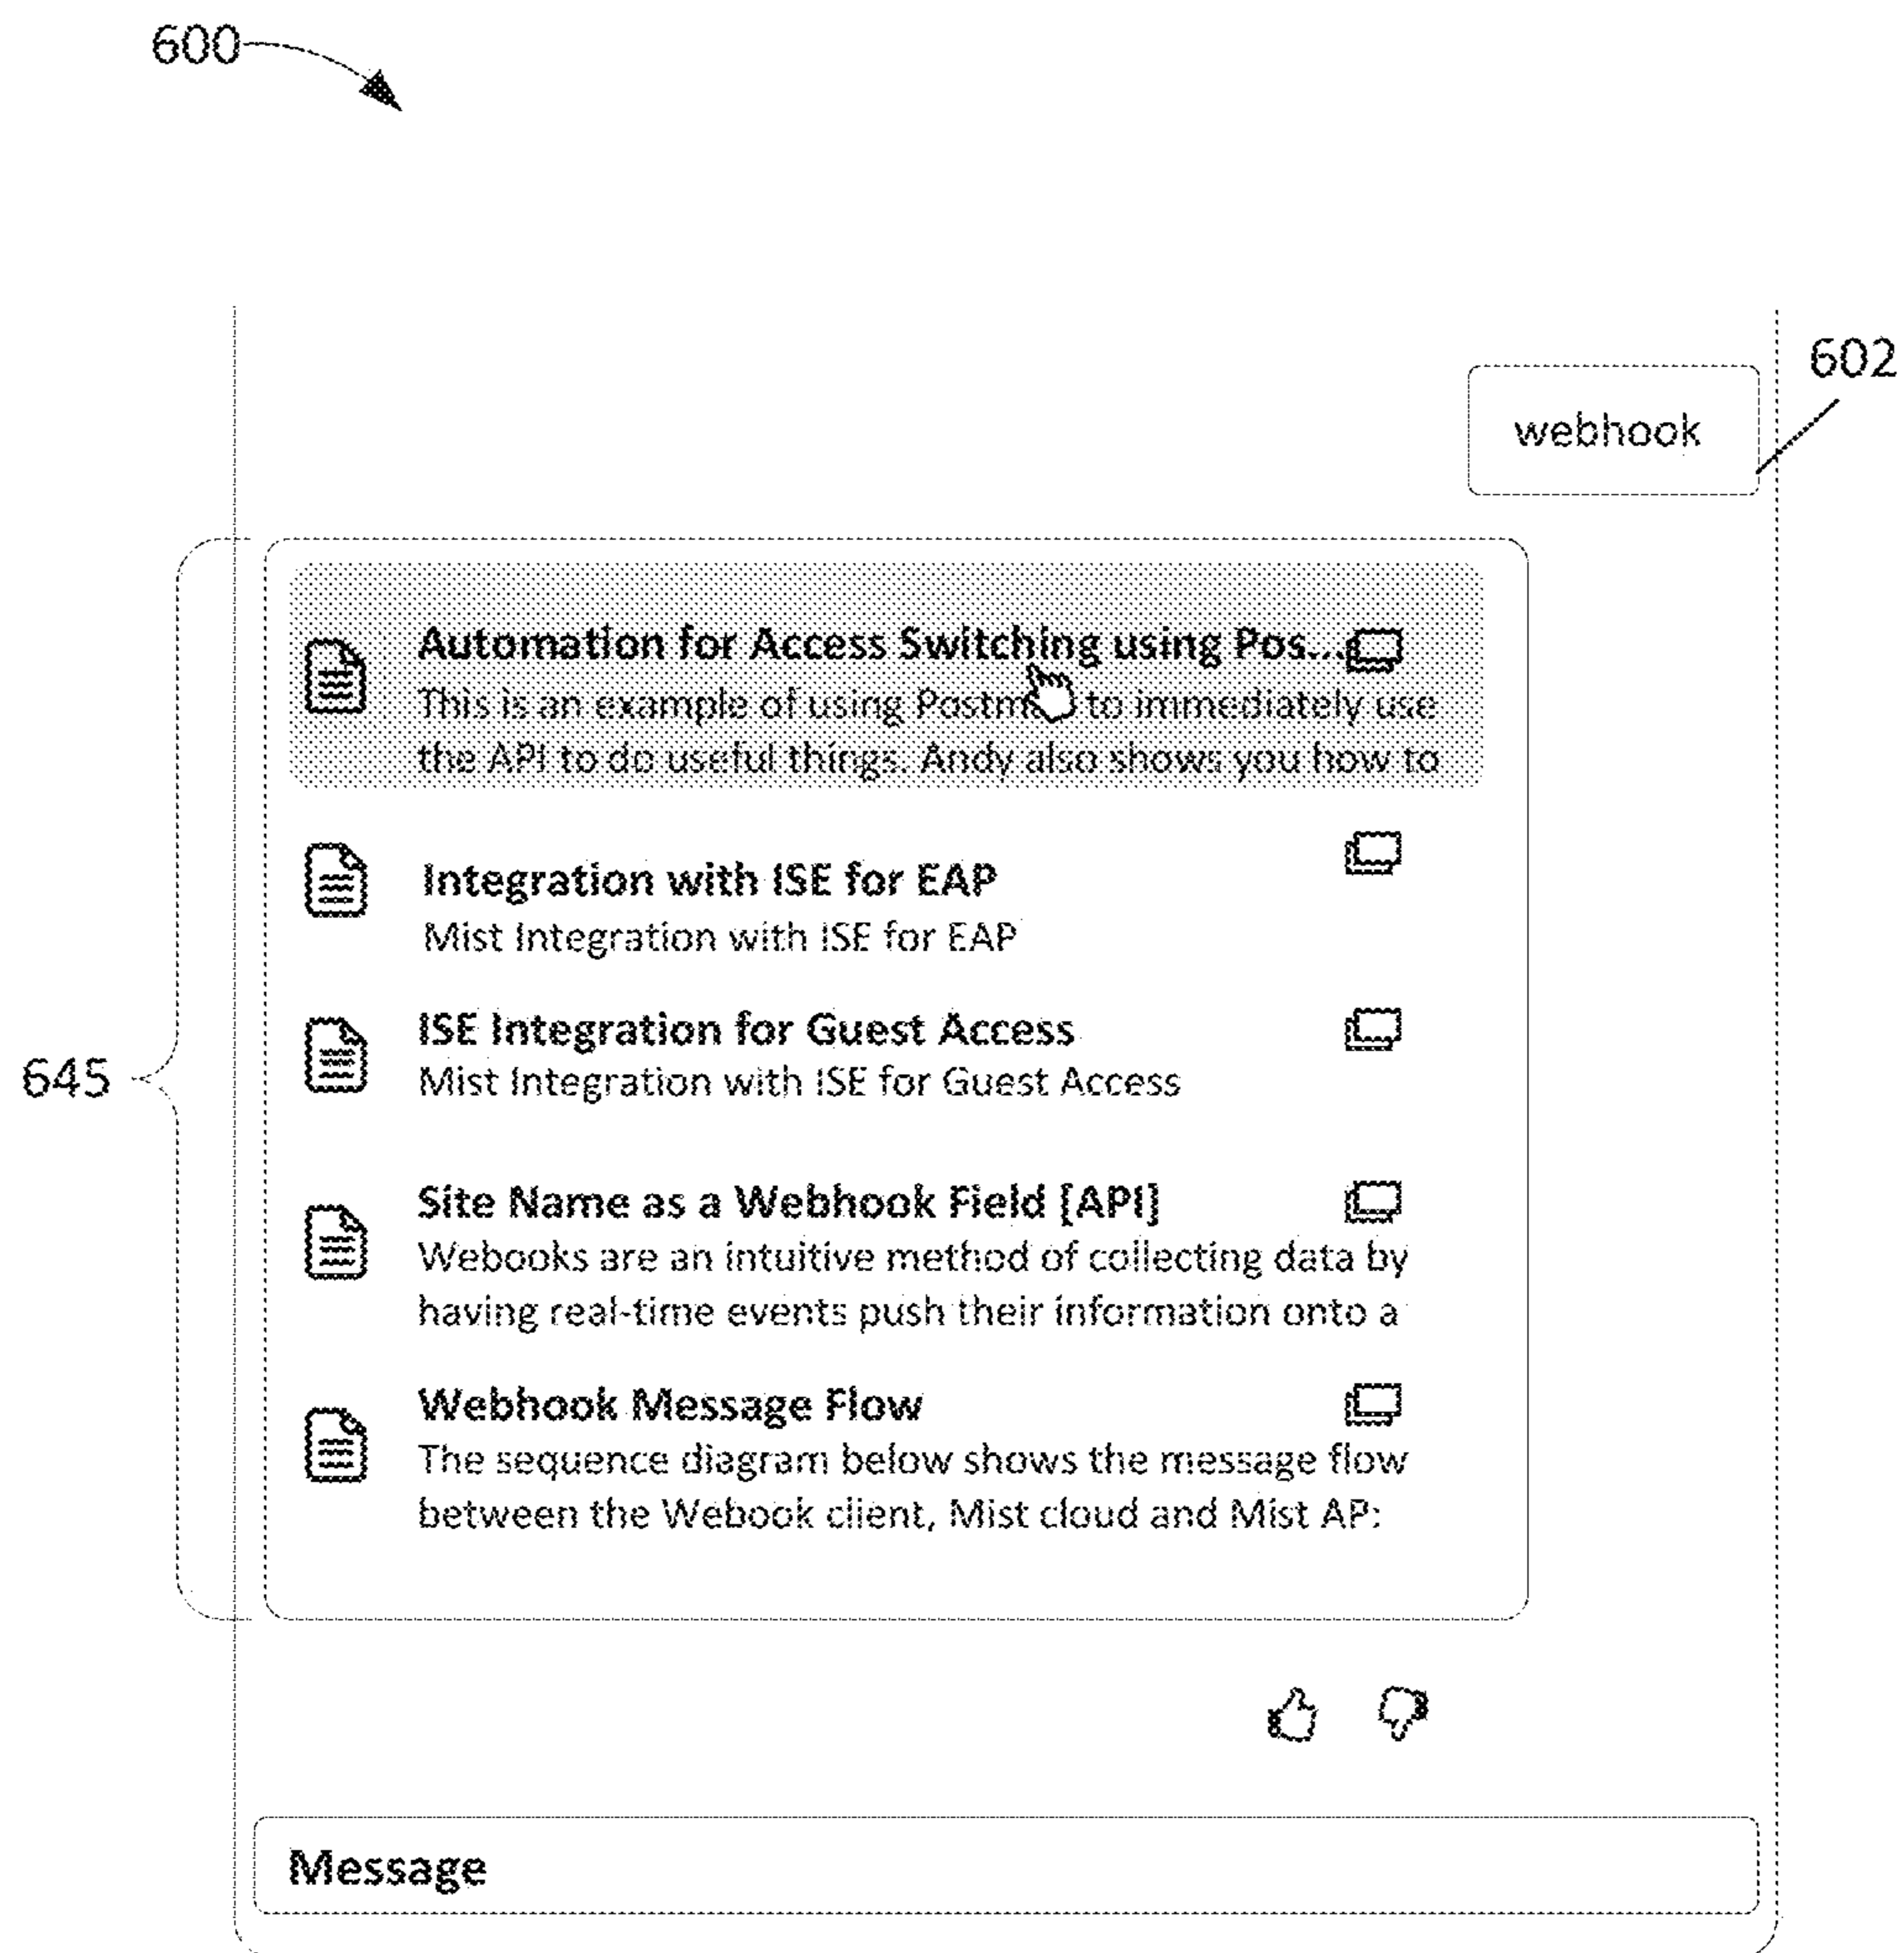 600
602
webhook
Automation for Access Switching using Pos...
This is an example of using to immediately use
the API to do useful things. Andy also shows you how to
Integration with ISE for EAP
Mist Integration with ISE for EAP
645
ISE Integration for Guest Access
Mist Integration with ISE for Guest Access
Site Name as a Webhook Field [API]
Webooks are an intuitive method of collecting data by
having real-time events push their information onto a
Webhook Message Flow
The sequence diagram below shows the message flow
between the Webook client, Mist cloud and Mist AP:
Message